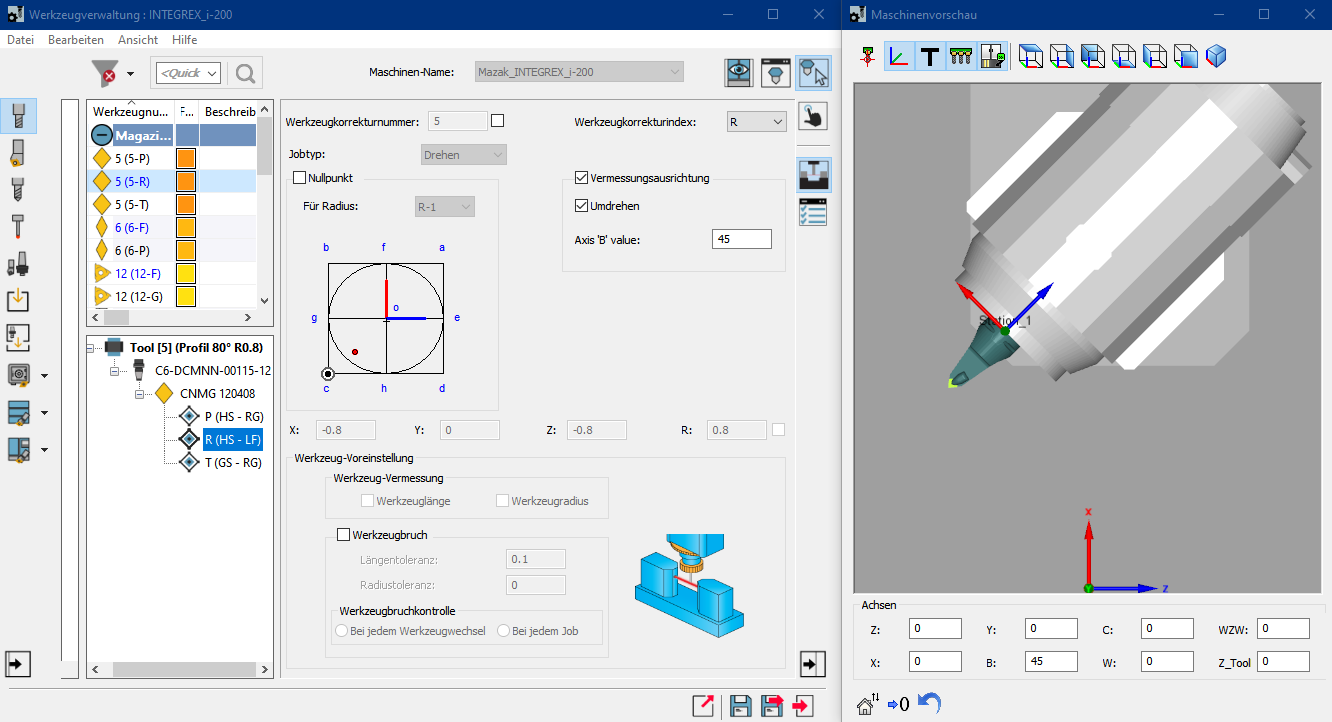 Werkzeugverwaltung : INTEGREX_i-200
Datei Bearbeiten Ansicht Hilfe
<Quick
Maschinen-Name: Mazak_INTEGREX_i-200
Werkzeugnu... F... Beschreib
Magazi...
5 (5-P)
5 (5-R)
5 (5-T)
6 (6-F)
6 (6-P)
12 (12-F)
12 (12-G)
Tool [5] (Profil 80° R0.8)
C6-DCMNN-00115-12
CNMG 120408
P (HS - RG)
R (HS - LF)
T (GS - RG)
Werkzeugkorrekturnummer: 5
Werkzeugkorrekturindex: R
Jobtyp: Drehen
Nullpunkt
Für Radius: R-1
Vermessungsausrichtung
Umdrehen
Axis 'B' value: 45
b f a
g o e
c h d
X: -0.8 Y: 0 Z: -0.8 R: 0.8
Werkzeug-Voreinstellung
Werkzeug-Vermessung
Werkzeuglänge Werkzeugradius
Werkzeugbruch
Längentoleranz: 0.1
Radiustoleranz: 0
Werkzeugbruchkontrolle
Bei jedem Werkzeugwechsel Bei jedem Job
Maschinenvorschau
Station_1
X
Y
Z
Achsen
Z: 0 Y: 0 C: 0 WZW: 0
X: 0 B: 45 W: 0 Z_Tool 0
0